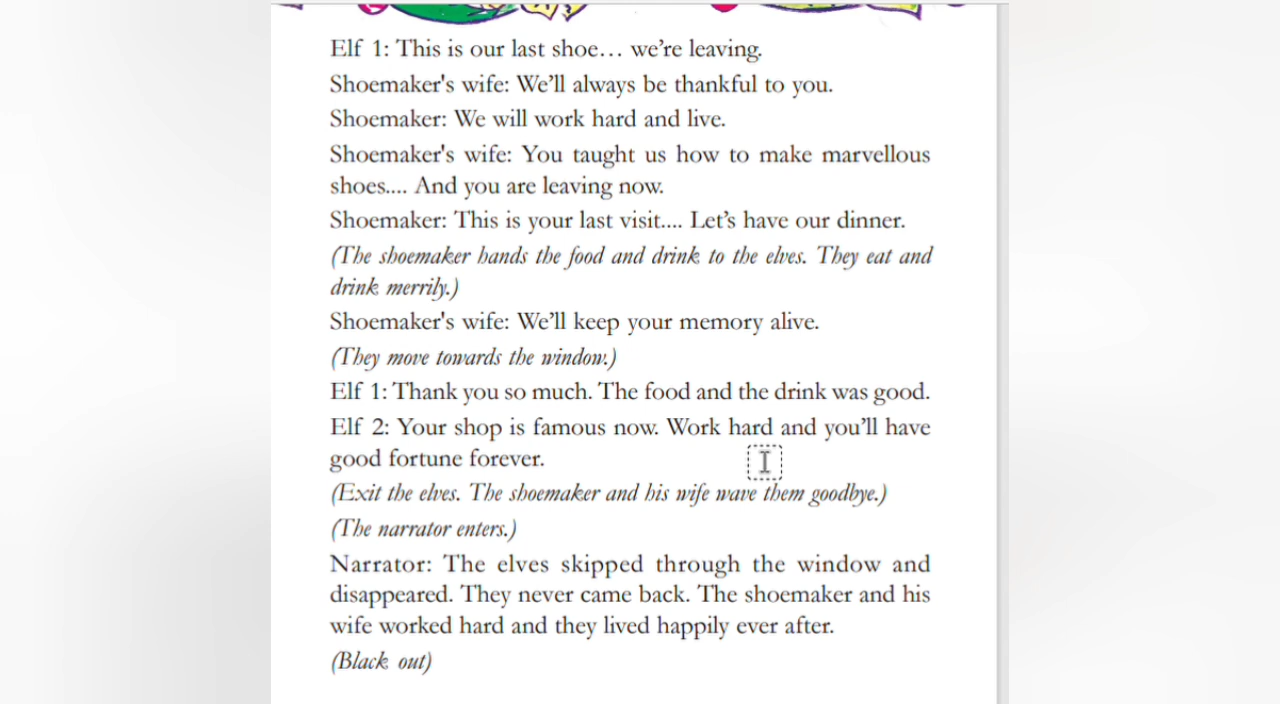 Elf 1: This is our last shoe… we’re leaving.
Shoemaker's wife: We’ll always be thankful to you.
Shoemaker: We will work hard and live.
Shoemaker's wife: You taught us how to make marvellous
shoes.... And you are leaving now.
Shoemaker: This is your last visit.... Let’s have our dinner.
(The shoemaker hands the food and drink to the elves. They eat and
drink merrily.)
Shoemaker's wife: We’ll keep your memory alive.
(They move towards the window.)
Elf 1: Thank you so much. The food and the drink was good.
Elf 2: Your shop is famous now. Work hard and you’ll have
good fortune forever.
(Exit the elves. The shoemaker and his wife wave them goodbye.)
(The narrator enters.)
Narrator: The elves skipped through the window and
disappeared. They never came back. The shoemaker and his
wife worked hard and they lived happily ever after.
(Black out)